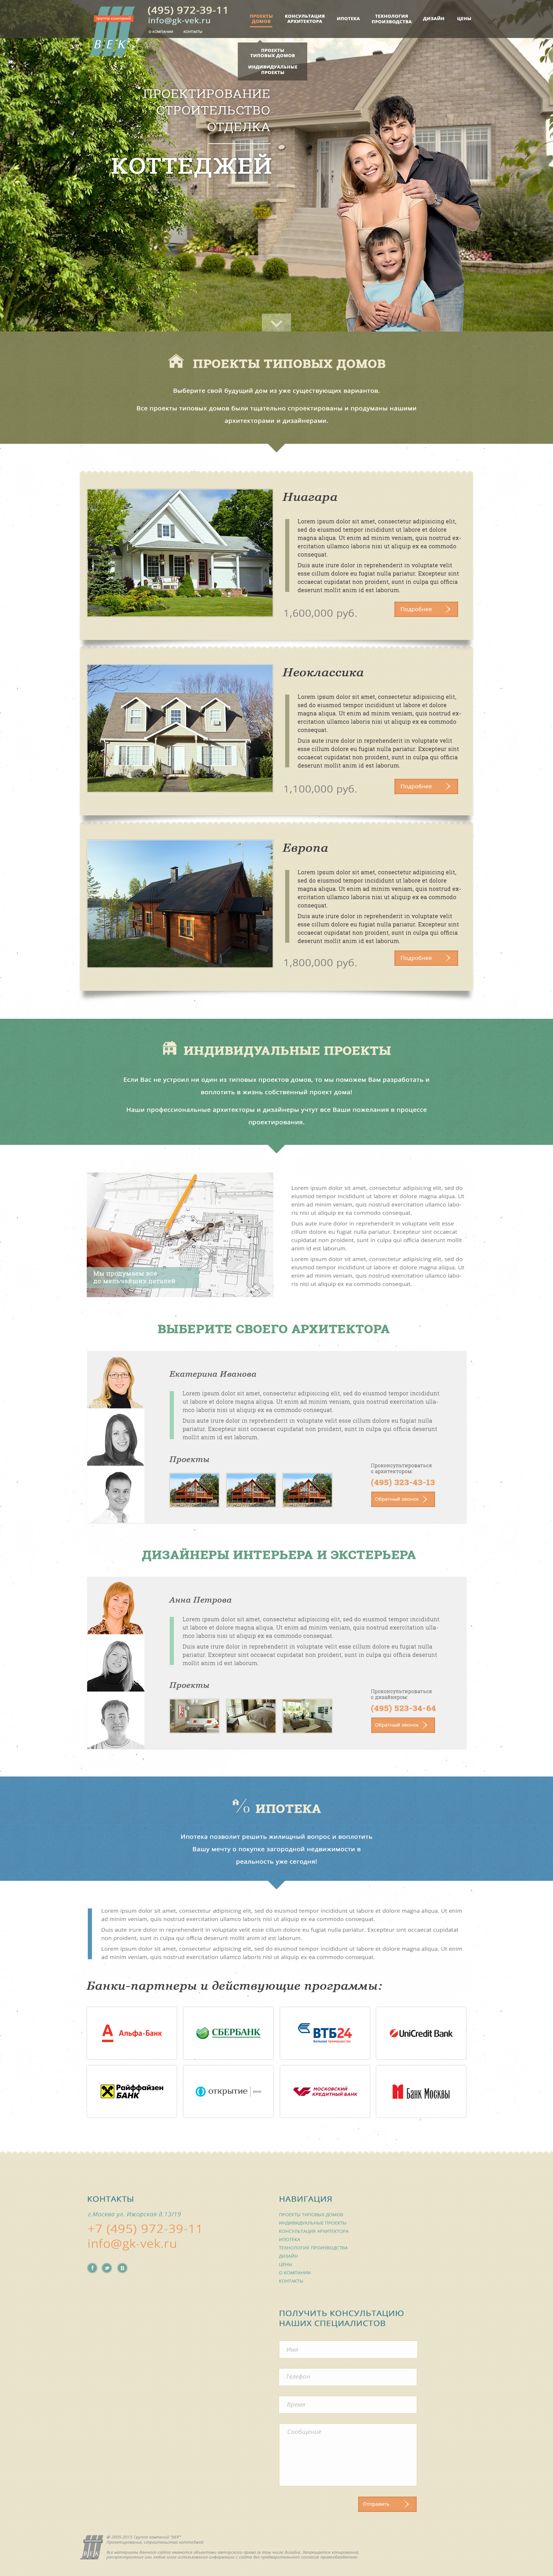 Группа компаний
ВЕК
(495) 972-39-11
info@gk-vek.ru
О КОМПАНИИ
КОНТАКТЫ
ПРОЕКТЫ
ДОМОВ
КОНСУЛЬТАЦИЯ
АРХИТЕКТОРА
ИПОТЕКА
ТЕХНОЛОГИЯ
ПРОИЗВОДСТВА
ДИЗАЙН
ЦЕНЫ
ПРОЕКТЫ
ТИПОВЫХ ДОМОВ
ИНДИВИДУАЛЬНЫЕ
ПРОЕКТЫ
ПРОЕКТИРОВАНИЕ
СТРОИТЕЛЬСТВО
ОТДЕЛКА
КОТТЕДЖЕЙ
ПРОЕКТЫ ТИПОВЫХ ДОМОВ
Выберите свой будущий дом из уже существующих вариантов.
Все проекты типовых домов были тщательно спроектированы и продуманы нашими
архитекторами и дизайнерами.
Ниагара
Lorem ipsum dolor sit amet, consectetur adipisicing elit,
sed do eiusmod tempor incididunt ut labore et dolore
magna aliqua. Ut enim ad minim veniam, quis nostrud ex-
ercitation ullamco laboris nisi ut aliquip ex ea commodo
consequat.
Duis aute irure dolor in reprehenderit in voluptate velit
esse cillum dolore eu fugiat nulla pariatur. Excepteur sint
occaecat cupidatat non proident, sunt in culpa qui officia
deserunt mollit anim id est laborum.
1,600,000 руб.
Подробнее
Неоклассика
Lorem ipsum dolor sit amet, consectetur adipisicing elit,
sed do eiusmod tempor incididunt ut labore et dolore
magna aliqua. Ut enim ad minim veniam, quis nostrud ex-
ercitation ullamco laboris nisi ut aliquip ex ea commodo
consequat.
Duis aute irure dolor in reprehenderit in voluptate velit
esse cillum dolore eu fugiat nulla pariatur. Excepteur sint
occaecat cupidatat non proident, sunt in culpa qui officia
deserunt mollit anim id est laborum.
1,100,000 руб.
Подробнее
Европа
Lorem ipsum dolor sit amet, consectetur adipisicing elit,
sed do eiusmod tempor incididunt ut labore et dolore
magna aliqua. Ut enim ad minim veniam, quis nostrud ex-
ercitation ullamco laboris nisi ut aliquip ex ea commodo
consequat.
Duis aute irure dolor in reprehenderit in voluptate velit
esse cillum dolore eu fugiat nulla pariatur. Excepteur sint
occaecat cupidatat non proident, sunt in culpa qui officia
deserunt mollit anim id est laborum.
1,800,000 руб.
Подробнее
ИНДИВИДУАЛЬНЫЕ ПРОЕКТЫ
Если Вас не устроил ни один из типовых проектов домов, то мы поможем Вам разработать и
воплотить в жизнь собственный проект дома!
Наши профессиональные архитекторы и дизайнеры учтут все Ваши пожелания в процессе
проектирования.
Мы продумаем все
до мельчайших деталей
Lorem ipsum dolor sit amet, consectetur adipisicing elit, sed do
eiusmod tempor incididunt ut labore et dolore magna aliqua. Ut
enim ad minim veniam, quis nostrud exercitation ullamco labo-
ris nisi ut aliquip ex ea commodo consequat.
Duis aute irure dolor in reprehenderit in voluptate velit esse
cillum dolore eu fugiat nulla pariatur. Excepteur sint occaecat
cupidatat non proident, sunt in culpa qui officia deserunt mollit
anim id est laborum.
Lorem ipsum dolor sit amet, consectetur adipisicing elit, sed do
eiusmod tempor incididunt ut labore et dolore magna aliqua. Ut
enim ad minim veniam, quis nostrud exercitation ullamco labo-
ris nisi ut aliquip ex ea commodo consequat.
ВЫБЕРИТЕ СВОЕГО АРХИТЕКТОРА
Екатерина Иванова
Lorem ipsum dolor sit amet, consectetur adipisicing elit, sed do eiusmod tempor incididunt
ut labore et dolore magna aliqua. Ut enim ad minim veniam, quis nostrud exercitation ulla-
mco laboris nisi ut aliquip ex ea commodo consequat.
Duis aute irure dolor in reprehenderit in voluptate velit esse cillum dolore eu fugiat nulla
pariatur. Excepteur sint occaecat cupidatat non proident, sunt in culpa qui officia deserunt
mollit anim id est laborum.
Проекты
Проконсультироваться
с архитектором:
(495) 323-43-13
Обратный звонок
ДИЗАЙНЕРЫ ИНТЕРЬЕРА И ЭКСТЕРЬЕРА
Анна Петрова
Lorem ipsum dolor sit amet, consectetur adipisicing elit, sed do eiusmod tempor incididunt
ut labore et dolore magna aliqua. Ut enim ad minim veniam, quis nostrud exercitation ulla-
mco laboris nisi ut aliquip ex ea commodo consequat.
Duis aute irure dolor in reprehenderit in voluptate velit esse cillum dolore eu fugiat nulla
pariatur. Excepteur sint occaecat cupidatat non proident, sunt in culpa qui officia deserunt
mollit anim id est laborum.
Проекты
Проконсультироваться
с дизайнером:
(495) 523-34-64
Обратный звонок
% ИПОТЕКА
Ипотека позволит решить жилищный вопрос и воплотить
Вашу мечту о покупке загородной недвижимости в
реальность уже сегодня!
Lorem ipsum dolor sit amet, consectetur adipisicing elit, sed do eiusmod tempor incididunt ut labore et dolore magna aliqua. Ut enim
ad minim veniam, quis nostrud exercitation ullamco laboris nisi ut aliquip ex ea commodo consequat.
Duis aute irure dolor in reprehenderit in voluptate velit esse cillum dolore eu fugiat nulla pariatur. Excepteur sint occaecat cupidatat
non proident, sunt in culpa qui officia deserunt mollit anim id est laborum.
Lorem ipsum dolor sit amet, consectetur adipisicing elit, sed do eiusmod tempor incididunt ut labore et dolore magna aliqua. Ut enim
ad minim veniam, quis nostrud exercitation ullamco laboris nisi ut aliquip ex ea commodo consequat.
Банки-партнеры и действующие программы:
Альфа·Банк
СБЕРБАНК
ВТБ24
больше преимуществ
UniCredit Bank
Райффайзен
БАНК
открытие
банк
МОСКОВСКИЙ
КРЕДИТНЫЙ БАНК
Банк Москвы
КОНТАКТЫ
г.Москва ул. Ижорская д.13/19
+7 (495) 972-39-11
info@gk-vek.ru
НАВИГАЦИЯ
ПРОЕКТЫ ТИПОВЫХ ДОМОВ
ИНДИВИДУАЛЬНЫЕ ПРОЕКТЫ
КОНСУЛЬТАЦИЯ АРХИТЕКТОРА
ИПОТЕКА
ТЕХНОЛОГИЯ ПРОИЗВОДСТВА
ДИЗАЙН
ЦЕНЫ
О КОМПАНИИ
КОНТАКТЫ
ПОЛУЧИТЬ КОНСУЛЬТАЦИЮ
НАШИХ СПЕЦИАЛИСТОВ
Имя
Телефон
Время
Сообщение
Отправить
ВЕК
Группа компаний "ВЕК"
Проектирование, строительство коттеджей